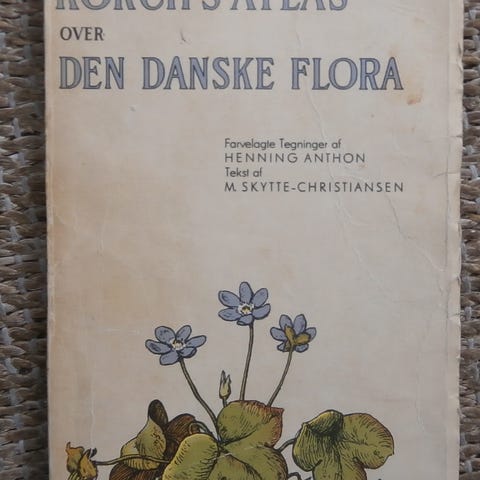 KORCH'S ATLAS
OVER
DEN DANSKE FLORA
Farvelagte Tegninger af
HENNING ANTHON
Tekst af
M. SKYTTE-CHRISTIANSEN